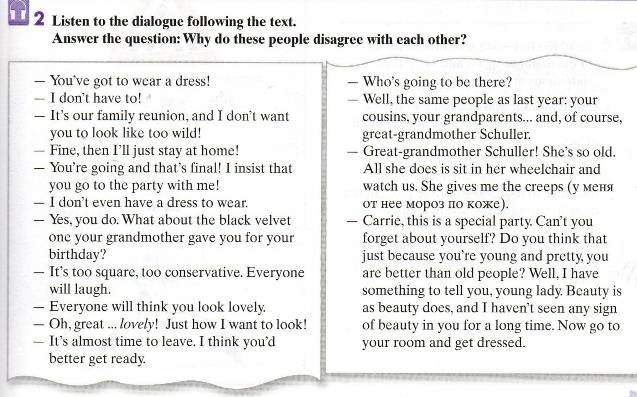 2 Listen to the dialogue following the text.
Answer the question: Why do these people disagree with each other?
— You've got to wear a dress!
— I don't have to!
— It's our family reunion, and I don't want
you to look like too wild!
— Fine, then I'll just stay at home!
— You're going and that's final! I insist that
you go to the party with me!
— I don't even have a dress to wear.
— Yes, you do. What about the black velvet
one your grandmother gave you for your
birthday?
— It's too square, too conservative. Everyone
will laugh.
— Everyone will think you look lovely.
— Oh, great ... lovely! Just how I want to look!
— It's almost time to leave. I think you'd
better get ready.
— Who's going to be there?
— Well, the same people as last year: your
cousins, your grandparents... and, of course,
great-grandmother Schuller.
— Great-grandmother Schuller! She's so old.
All she does is sit in her wheelchair and
watch us. She gives me the creeps (у меня
от нее мороз по коже).
— Carrie, this is a special party. Can't you
forget about yourself? Do you think that
just because you're young and pretty, you
are better than old people? Well, I have
something to tell you, young lady. Beauty is
as beauty does, and I haven't seen any sign
of beauty in you for a long time. Now go to
your room and get dressed.